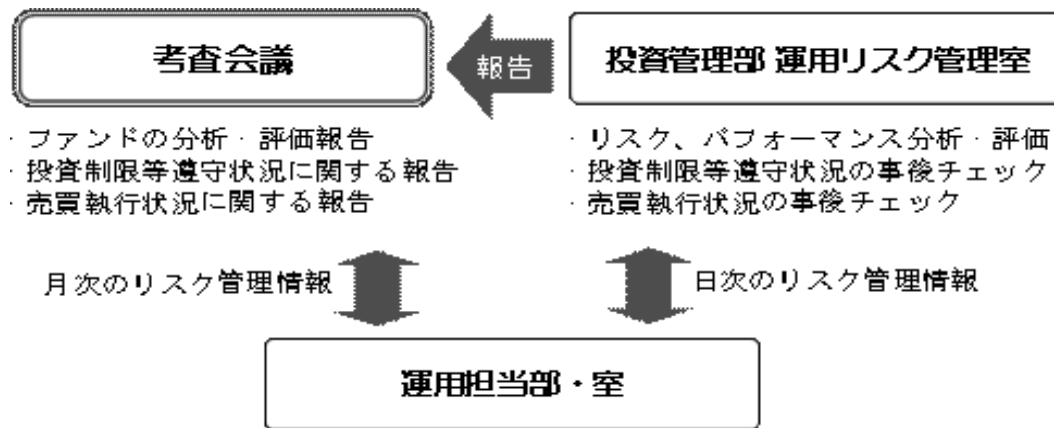 考査会議
報告
投資管理部 運用リスク管理室
· ファンドの分析・評価報告
· 投資制限等遵守状況に関する報告
· 売買執行状況に関する報告
· リスク、パフォーマンス分析・評価
· 投資制限等遵守状況の事後チェック
· 売買執行状況の事後チェック
月次のリスク管理情報
日次のリスク管理情報
運用担当部・室